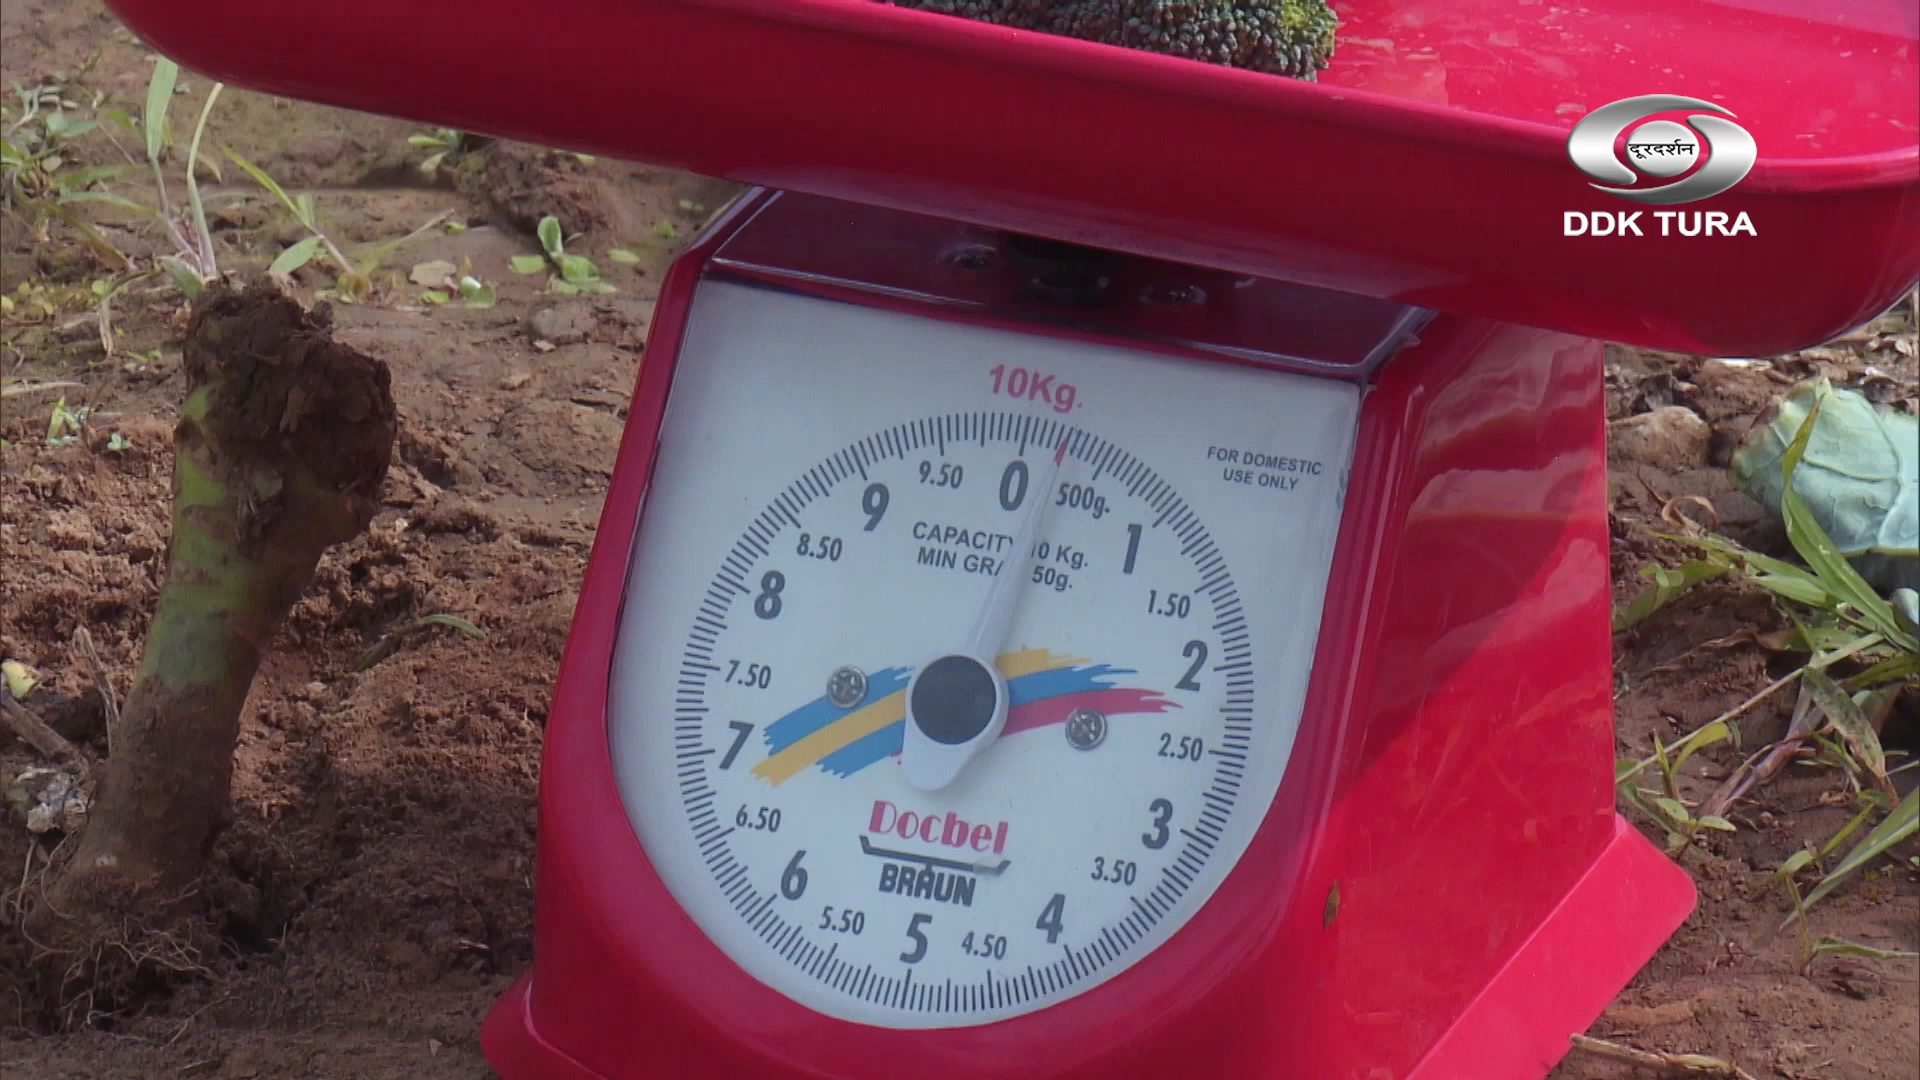 दूरदर्शन
DDK TURA
10Kg.
FOR DOMESTIC
USE ONLY
0
500g.
1
1.50
2
2.50
3
3.50
4
4.50
5
5.50
6
6.50
7
7.50
8
8.50
9
9.50
CAPACITY 10 Kg.
MIN GRA 50g.
Docbel
BRAUN